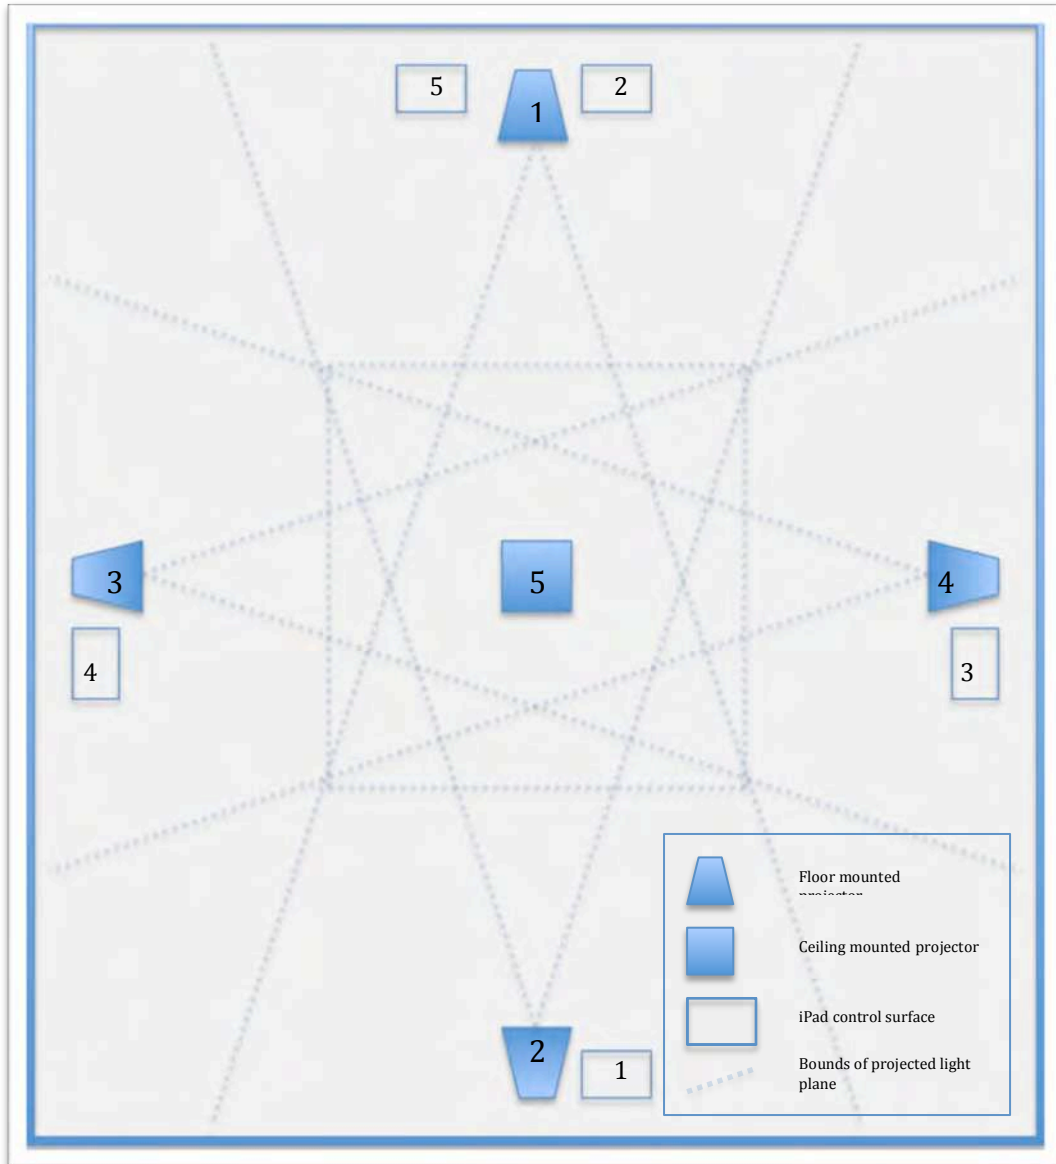 5
2
1
3
5
4
4
3
2
1
Floor mounted
Ceiling mounted projector
iPad control surface
Bounds of projected light
plane